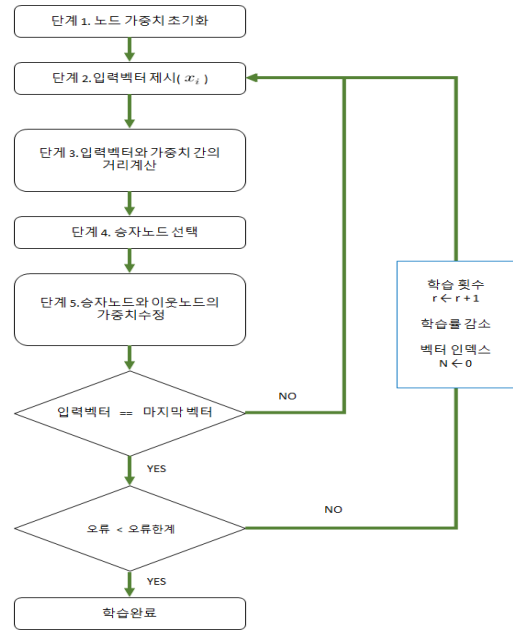 단계 1. 노드 가중치 초기화
단계 2.입력벡터 제시( x_i )
단게 3.입력벡터와 가중치 간의
거리계산
단계 4. 승자노드 선택
단계 5.승자노드와 이웃노드의
가중치수정
입력벡터 == 마지막 벡터
NO
YES
오류 < 오류한계
NO
YES
학습완료
학습 횟수
r ← r + 1
학습률 감소
벡터 인덱스
N ← 0